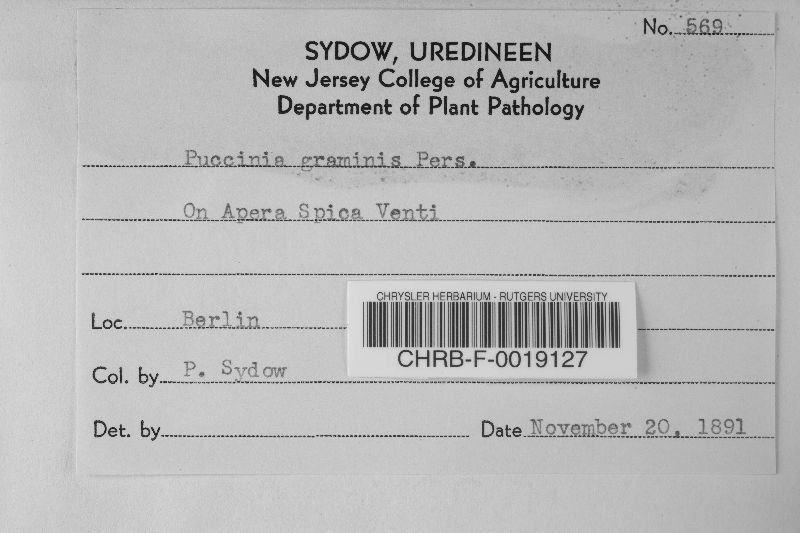 No. 569
SYDOW, UREDINEEN
New Jersey College of Agriculture
Department of Plant Pathology
Puccinia graminis Pers.
On Apera Spica Venti
Loc. Berlin
CHRYSLER HERBARIUM - RUTGERS UNIVERSITY
CHRB-F-0019127
Col. by P. Sydow
Det. by
Date November 20, 1891